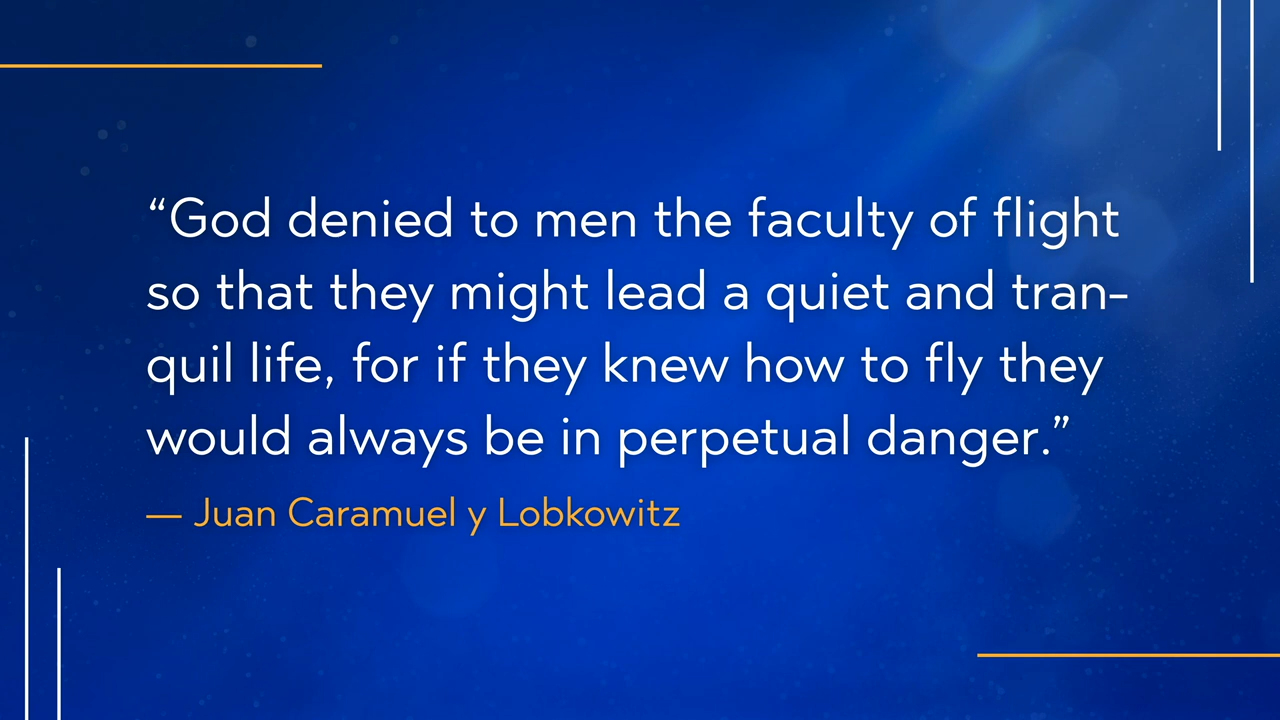 “God denied to men the faculty of flight
so that they might lead a quiet and tran-
quil life, for if they knew how to fly they
would always be in perpetual danger.”
— Juan Caramuel y Lobkowitz